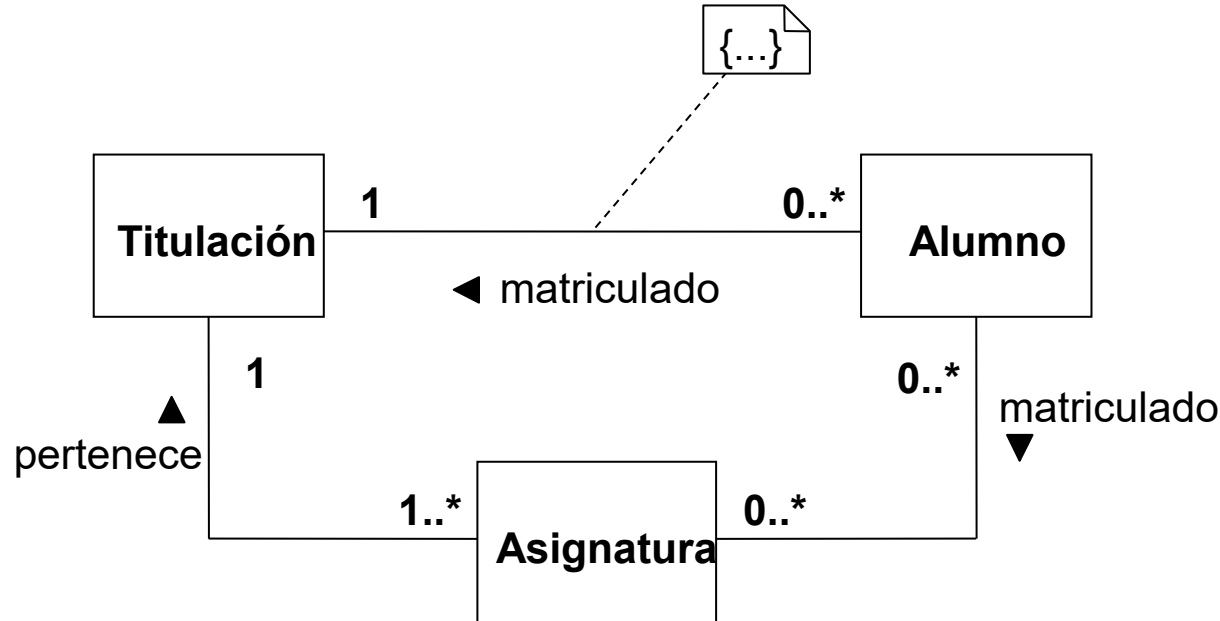 {...}
1
0..*
Titulación
Alumno
◄ matriculado
1
0..*
▲
pertenece
matriculado
▼
1..*
0..*
Asignatura